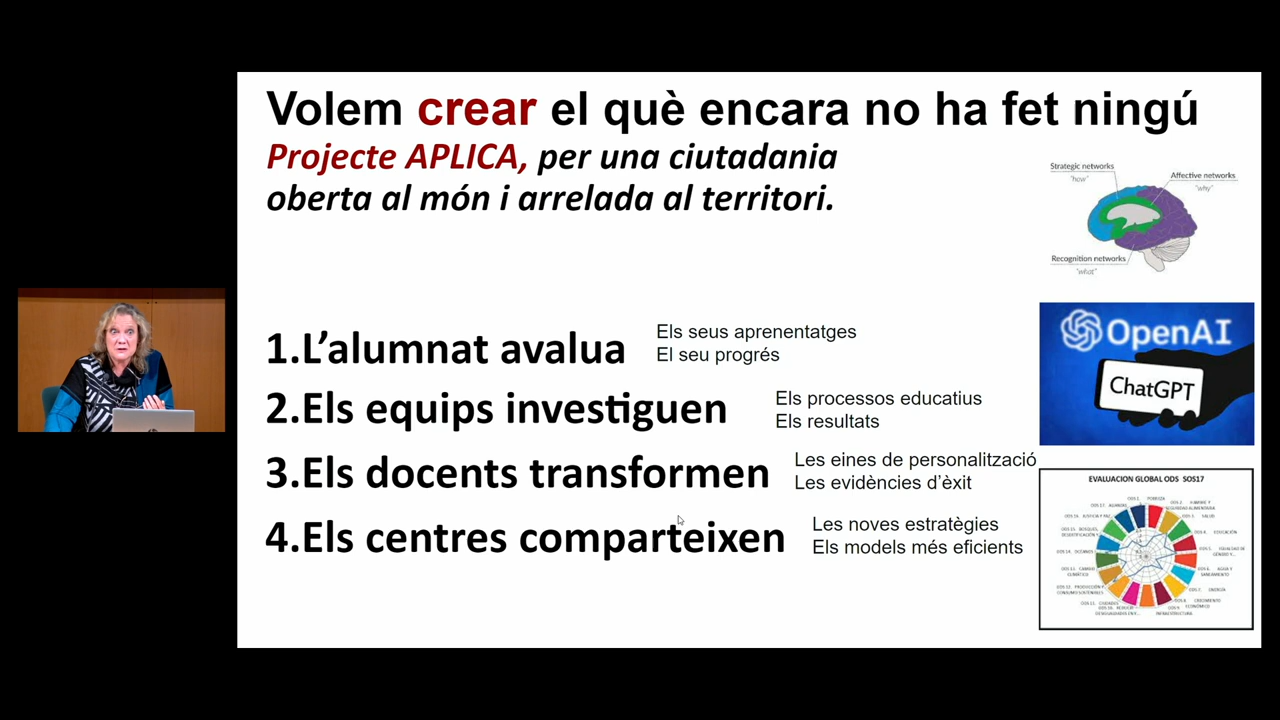 Volem crear el què encara no ha fet ningú
Projecte APLICA, per una ciutadania
oberta al món i arrelada al territori.
Strategic networks
"how"
Affective networks
"why"
Recognition networks
"what"
1.L'alumnat avalua
Els seus aprenentatges
El seu progrés
2.Els equips investiguen
Els processos educatius
Els resultats
3.Els docents transformen
Les eines de personalització
Les evidències d'èxit
4.Els centres comparteixen
Les noves estratègies
Els models més eficients
OpenAI
ChatGPT
EVALUACION GLOBAL ODS SOS17